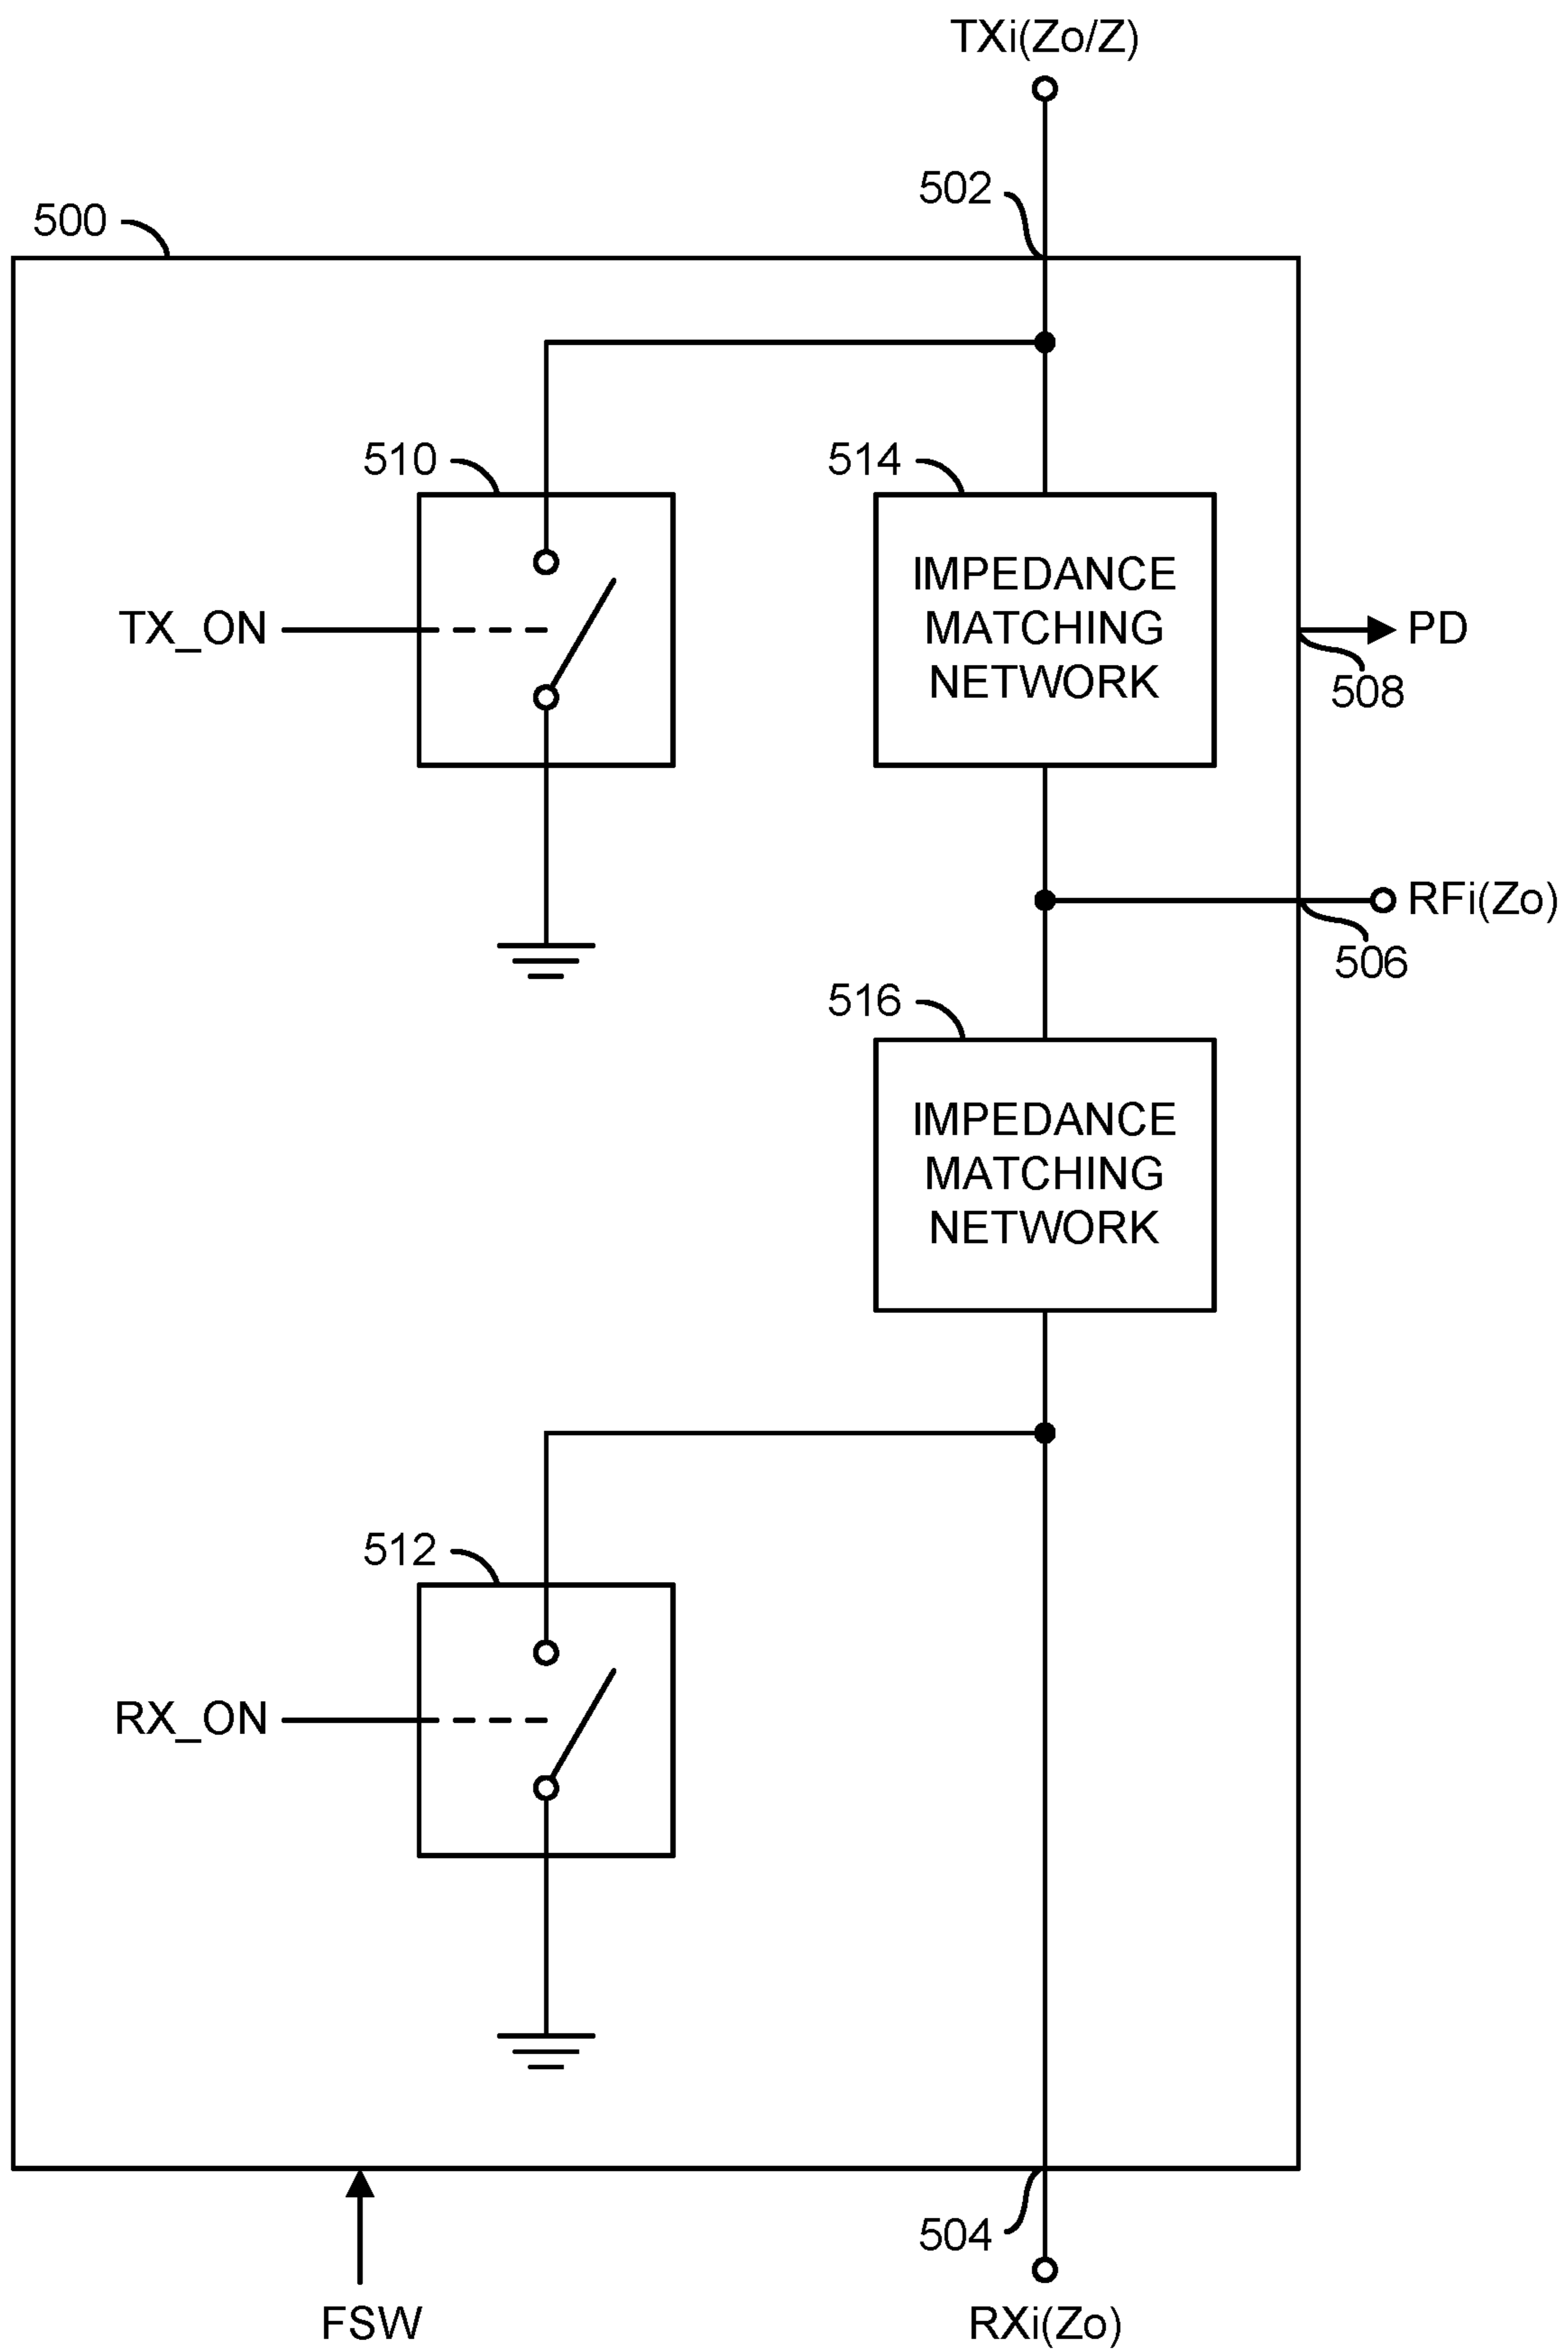 TXi(Zo/Z)
502
500
510
514
IMPEDANCE
MATCHING
NETWORK
TX_ON
PD
508
RFi(Zo)
506
516
IMPEDANCE
MATCHING
NETWORK
512
RX_ON
504
FSW
RXi(Zo)